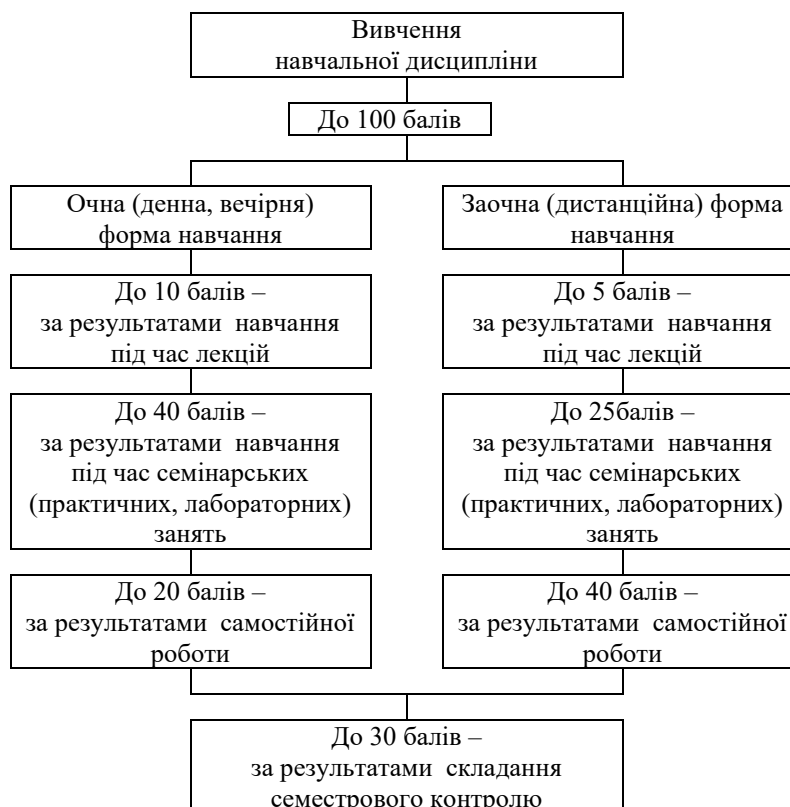 Вивчення
навчальної дисципліни
До 100 балів
Очна (денна, вечірня)
форма навчання
До 10 балів –
за результатами навчання
під час лекцій
До 40 балів –
за результатами навчання
під час семінарських
(практичних, лабораторних)
занять
До 20 балів –
за результатами самостійної
роботи
Заочна (дистанційна) форма
навчання
До 5 балів –
за результатами навчання
під час лекцій
До 25балів –
за результатами навчання
під час семінарських
(практичних, лабораторних)
занять
До 40 балів –
за результатами самостійної
роботи
До 30 балів –
за результатами складання
семестрового контролю